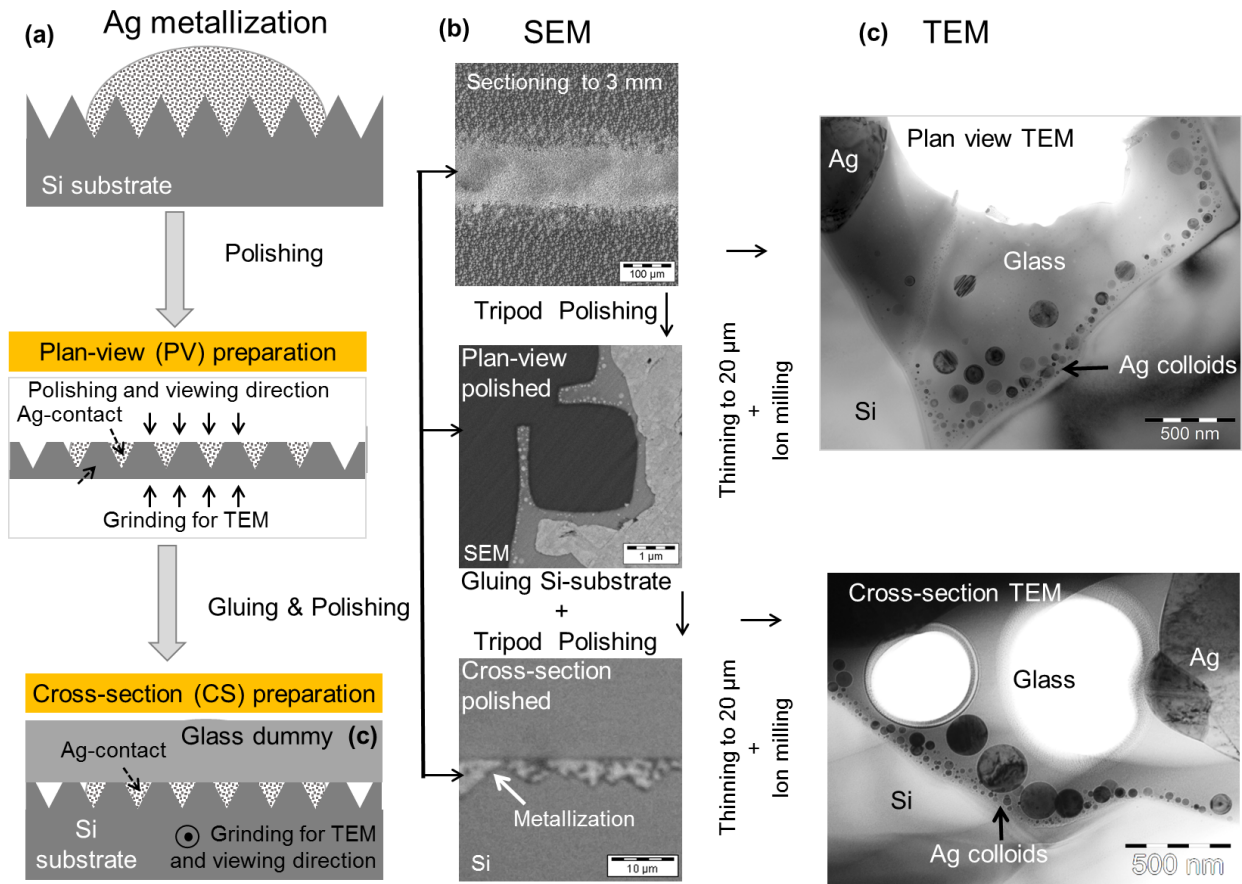 (a)
Ag metallization
Si substrate
Polishing
Plan-view (PV) preparation
Polishing and viewing direction
Ag-contact
Grinding for TEM
Gluing & Polishing
Cross-section (CS) preparation
Glass dummy (c)
Ag-contact
Si
substrate
Grinding for TEM
and viewing direction
(b)
SEM
Sectioning to 3 mm
100 µm
Tripod Polishing
Plan-view
polished
SEM
1 µm
Gluing Si-substrate
+
Tripod Polishing
Cross-section
polished
Metallization
Si
10 µm
Thinning to 20 µm
+
Ion milling
Thinning to 20 µm
+
Ion milling
(c)
TEM
Plan view TEM
Ag
Glass
Ag colloids
Si
500 nm
Cross-section TEM
Ag
Glass
Si
Ag colloids
500 nm